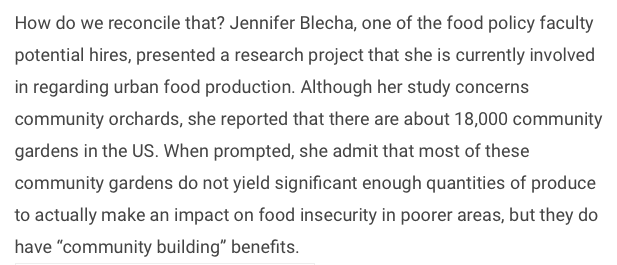 How do we reconcile that? Jennifer Blecha, one of the food policy faculty
potential hires, presented a research project that she is currently involved
in regarding urban food production. Although her study concerns
community orchards, she reported that there are about 18,000 community
gardens in the US. When prompted, she admit that most of these
community gardens do not yield significant enough quantities of produce
to actually make an impact on food insecurity in poorer areas, but they do
have “community building” benefits.